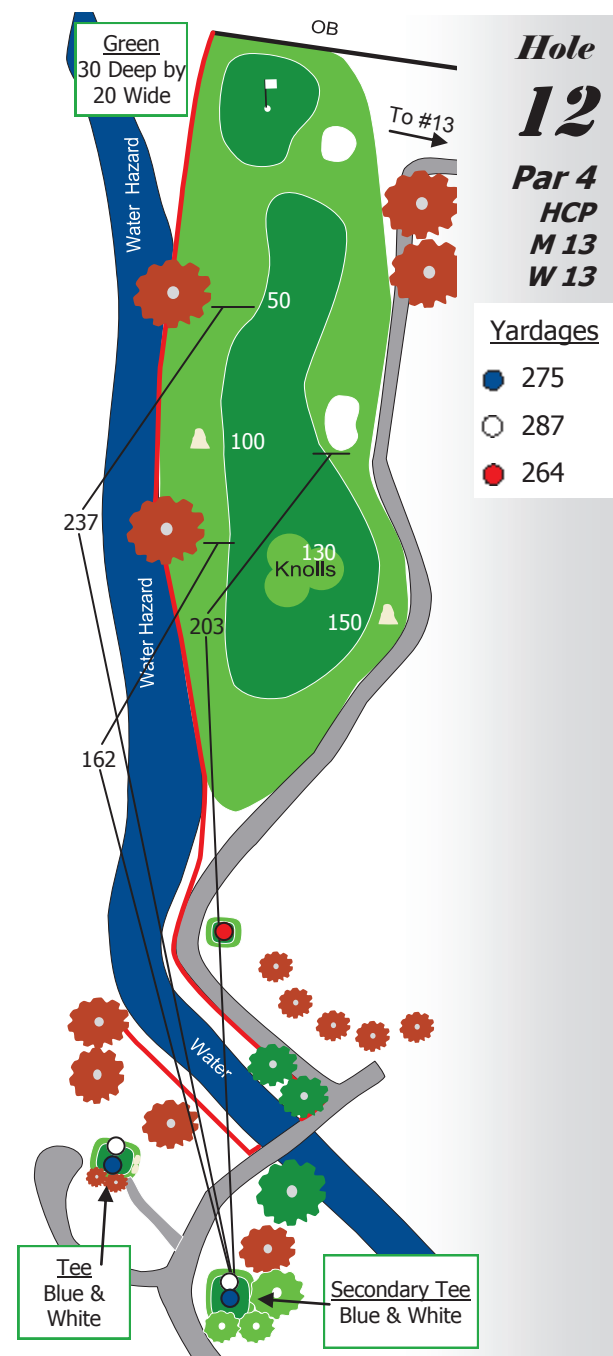 Green
30 Deep by
20 Wide
OB
To #13
Hole
12
Par 4
HCP
M 13
W 13
Yardages
275
287
264
Water Hazard
50
100
237
130
Knolls
203
150
Water Hazard
162
Water
Tee
Blue &
White
Secondary Tee
Blue & White